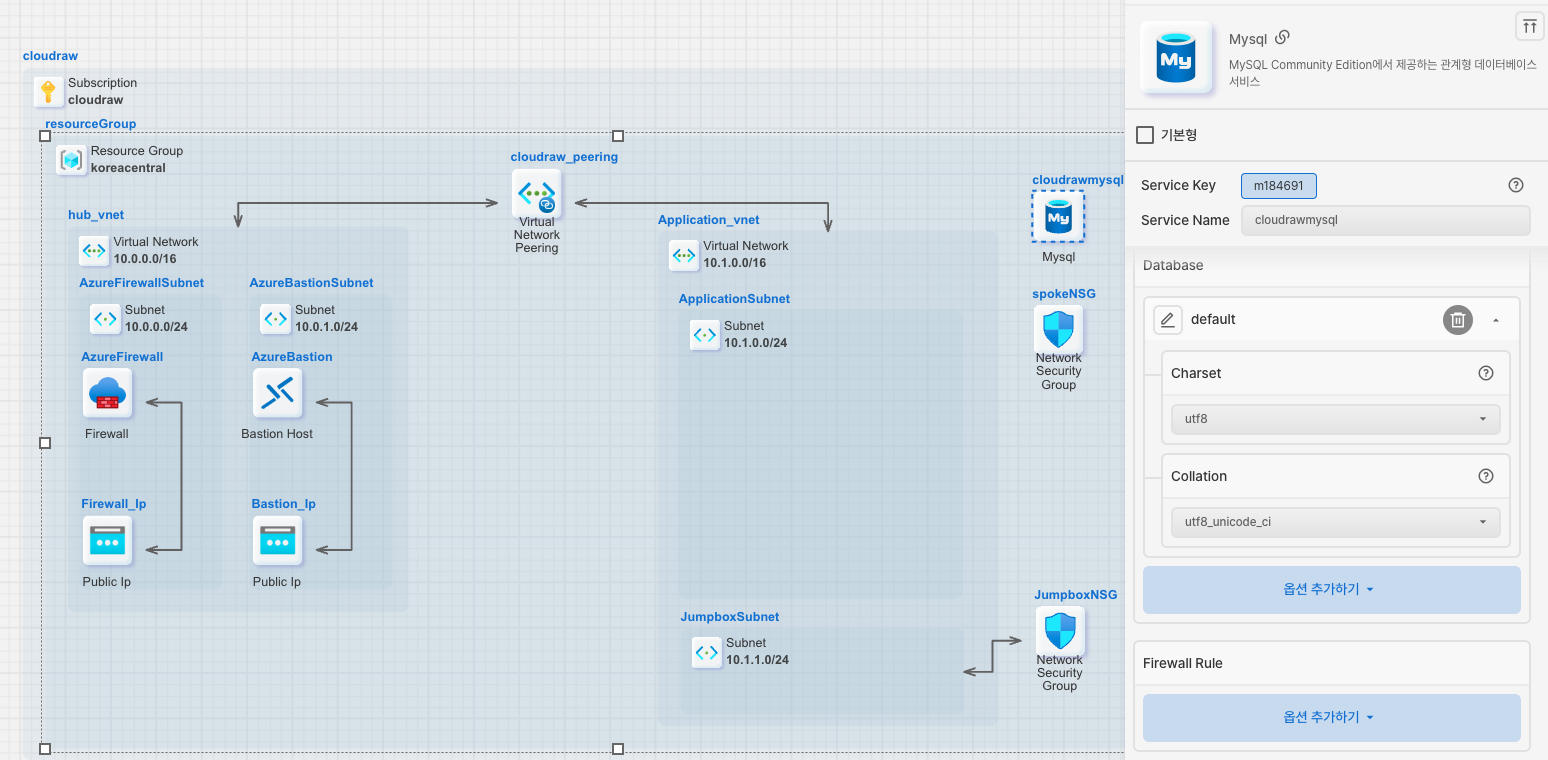 cloudraw
Subscription
cloudraw
resourceGroup
Resource Group
koreacentral
cloudraw_peering
Virtual
Network
Peering
hub_vnet
Virtual Network
10.0.0.0/16
AzureFirewallSubnet
Subnet
10.0.0.0/24
AzureFirewall
Firewall
Firewall_Ip
Public Ip
AzureBastionSubnet
Subnet
10.0.1.0/24
AzureBastion
Bastion Host
Bastion_Ip
Public Ip
Application_vnet
Virtual Network
10.1.0.0/16
ApplicationSubnet
Subnet
10.1.0.0/24
JumpboxSubnet
Subnet
10.1.1.0/24
cloudrawmysql
My
Mysql
spokeNSG
Network
Security
Group
JumpboxNSG
Network
Security
Group
My
Mysql
MySQL Community Edition에서 제공하는 관계형 데이터베이스
서비스
기본형
Service Key
m184691
?
Service Name
cloudrawmysql
Database
default
Charset
?
utf8
Collation
?
utf8_unicode_ci
옵션 추가하기
Firewall Rule
옵션 추가하기